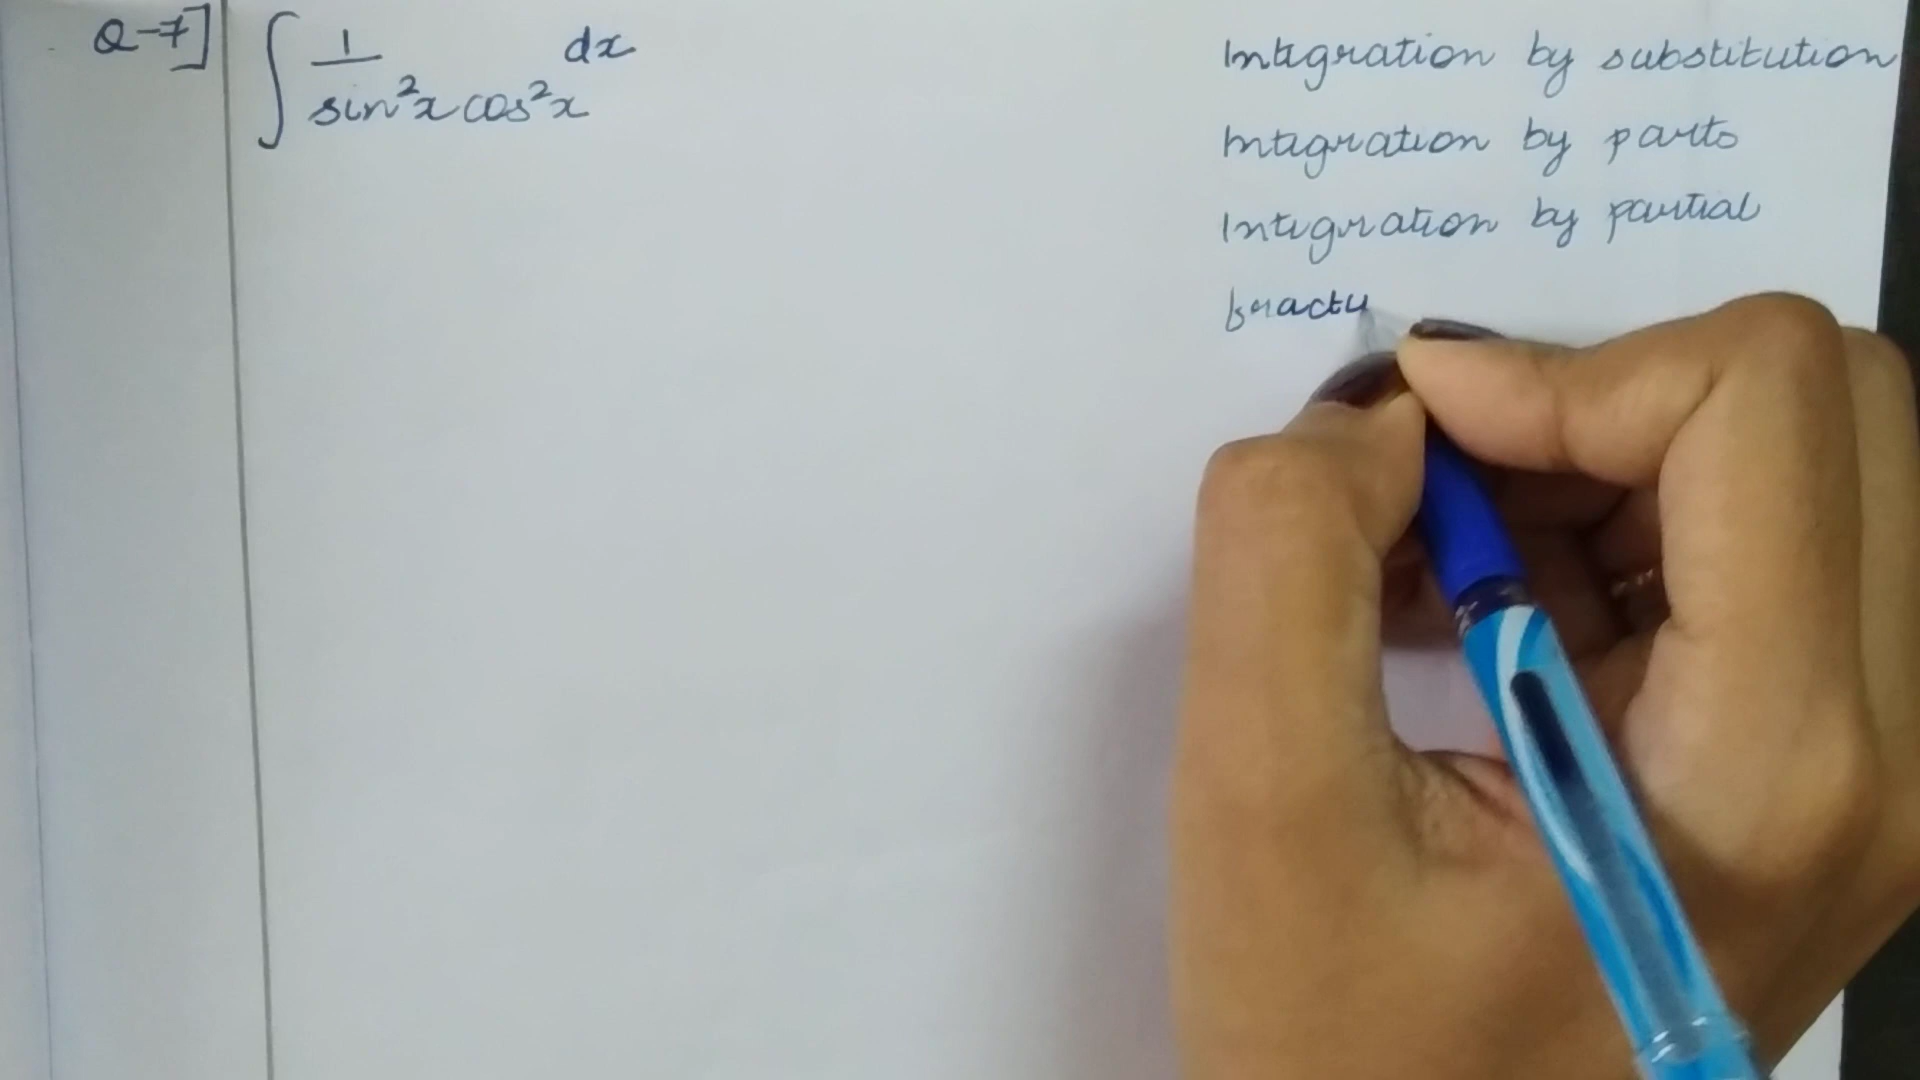 Q-7] ∫ 1/(sin²x cos²x) dx
Integration by substitution
Integration by parts
Integration by partial
fractu